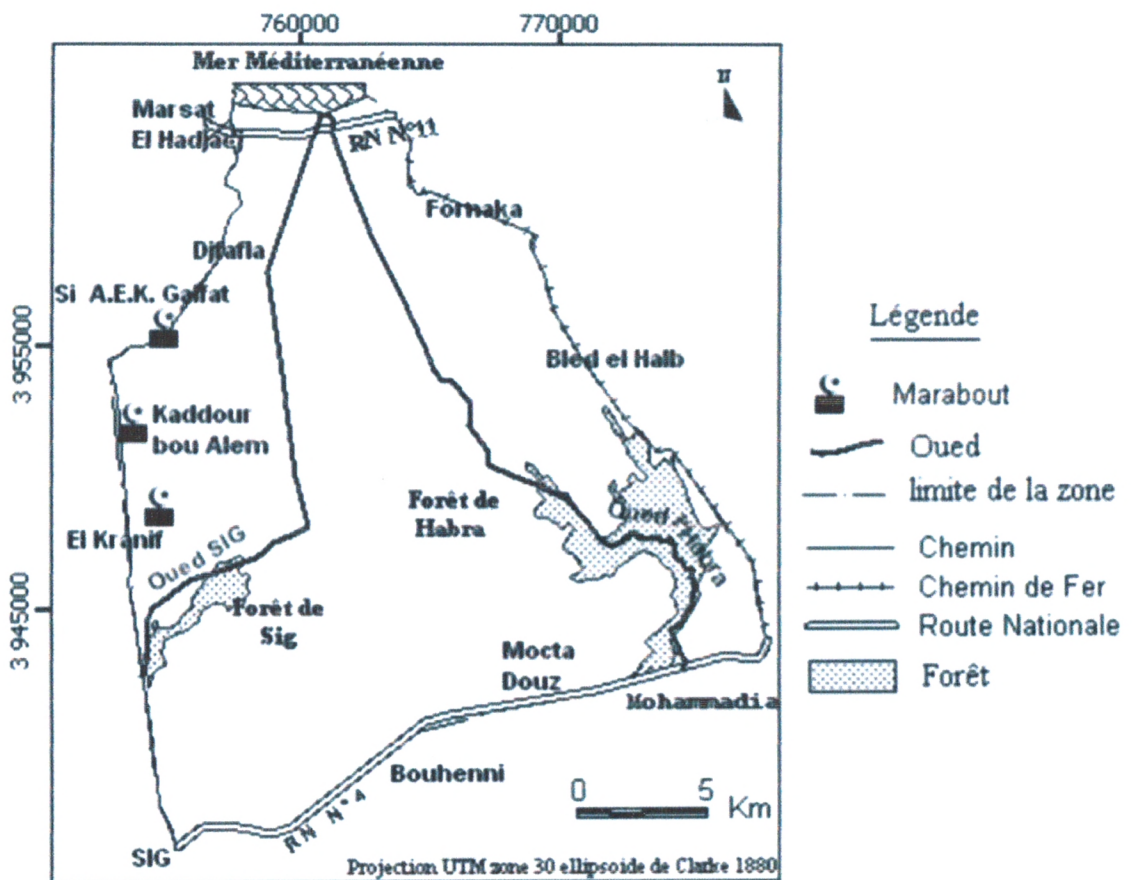 760000
770000
Mer Méditerranéenne
N
Marsat
El Hadjadj
RN N°11
Fornaka
Djfafla
Si A.E.K. Gaffat
3 955000
Bled el Halb
Kaddour
bou Alem
Forêt de
Habra
Oued l'Habra
El Kranif
Oued SIG
Forêt de
Sig
3 945000
Mocta
Douz
Mohammadia
Bouhenni
RN N°4
SIG
0 5
Km
Projection UTM zone 30 ellipsoide de Clarke 1880
Légende
Marabout
Oued
limite de la zone
Chemin
Chemin de Fer
Route Nationale
Forêt